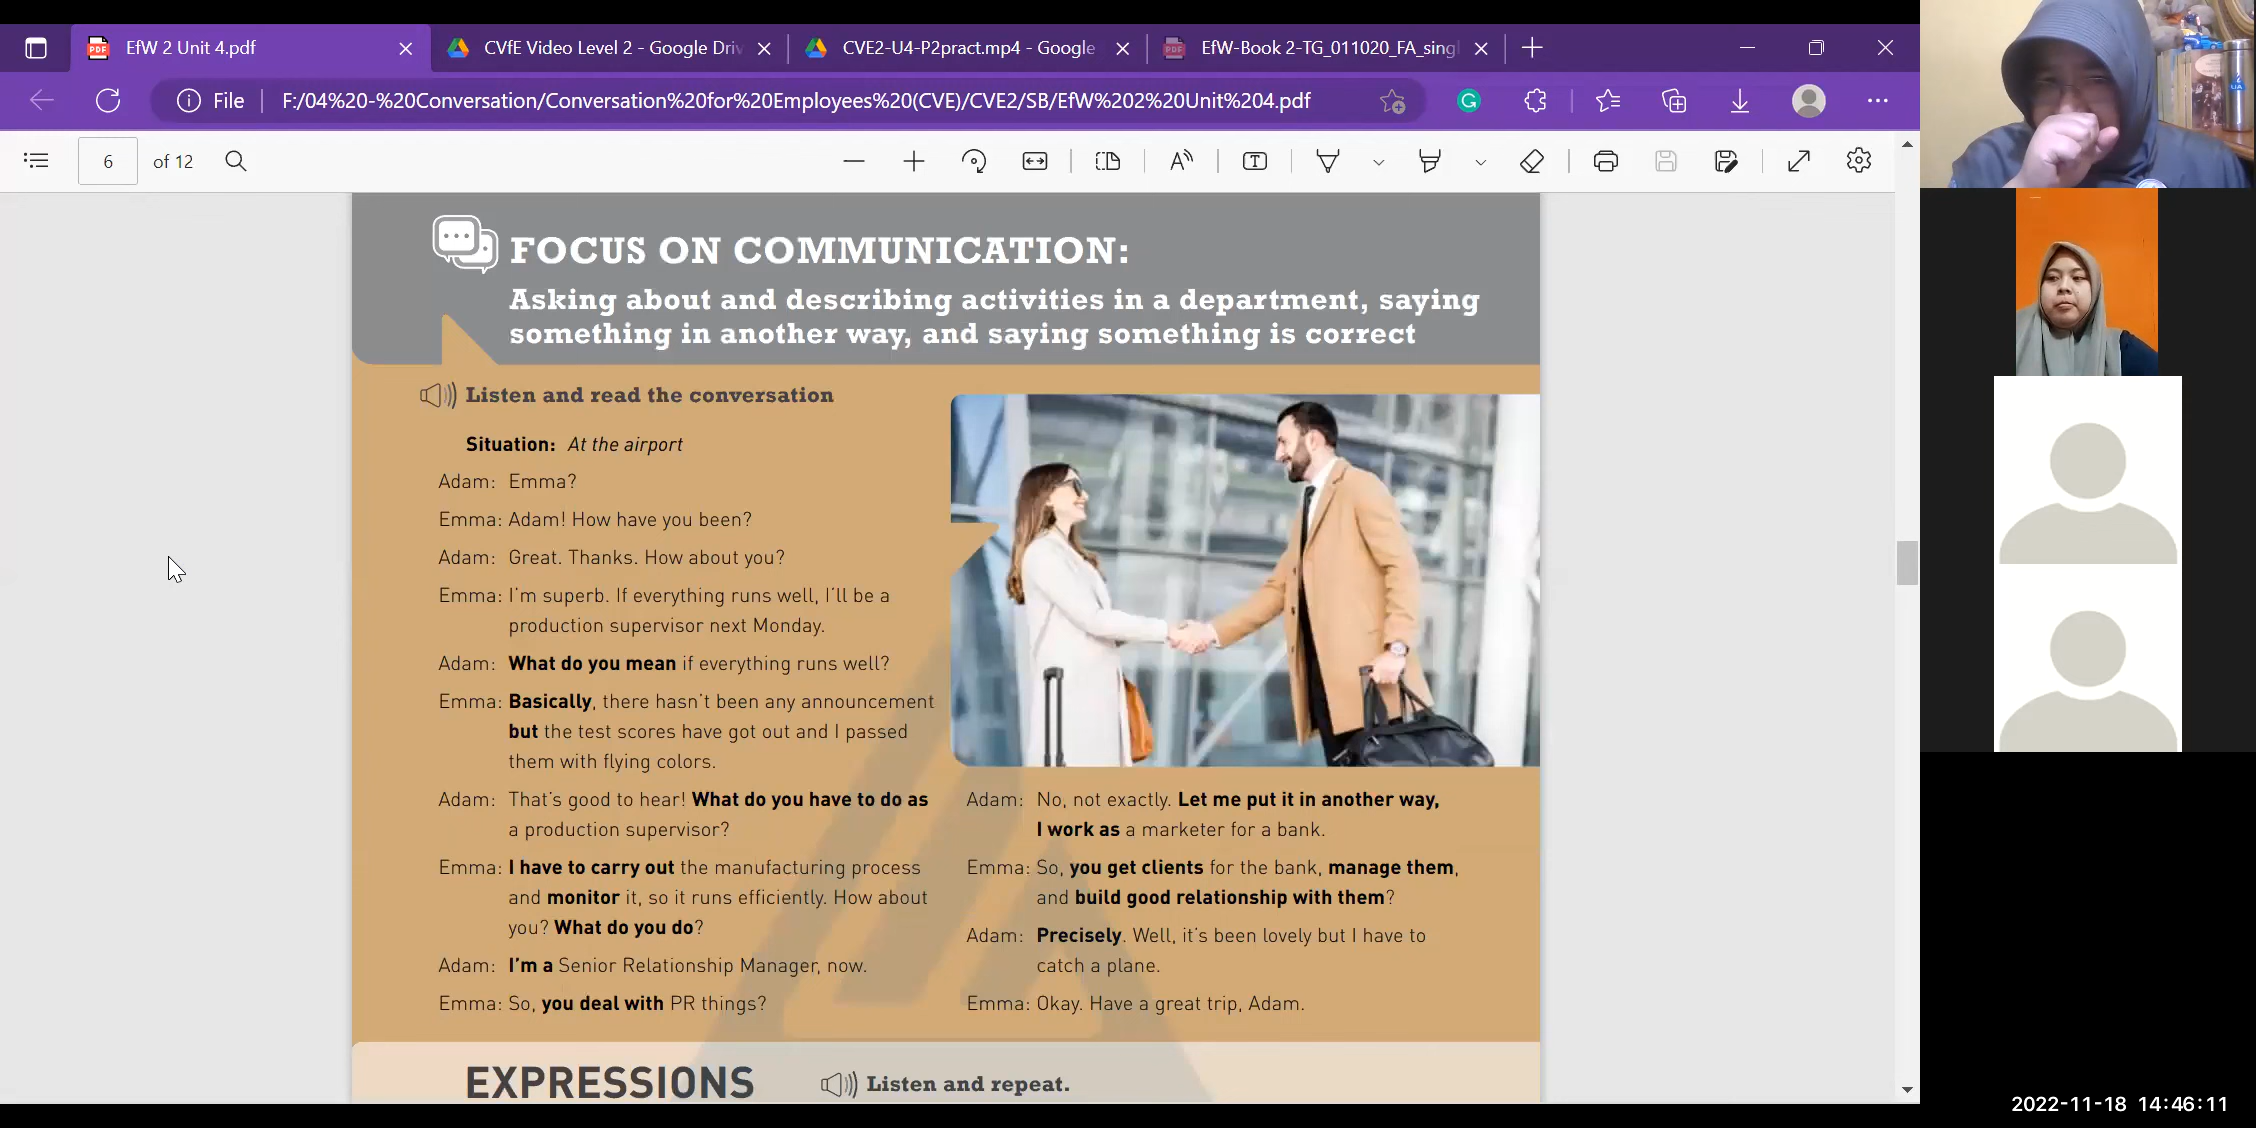 EfW 2 Unit 4.pdf
CVfE Video Level 2 - Google Driv
CVE2-U4-P2pract.mp4 - Google
EfW-Book 2-TG_011020_FA_singl
File
F:/04%20-%20Conversation/Conversation%20for%20Employees%20(CVE)/CVE2/SB/EfW%202%20Unit%204.pdf
6 of 12
FOCUS ON COMMUNICATION:
Asking about and describing activities in a department, saying
something in another way, and saying something is correct
Listen and read the conversation
Situation: At the airport
Adam: Emma?
Emma: Adam! How have you been?
Adam: Great. Thanks. How about you?
Emma: I'm superb. If everything runs well, I'll be a
production supervisor next Monday.
Adam: What do you mean if everything runs well?
Emma: Basically, there hasn't been any announcement
but the test scores have got out and I passed
them with flying colors.
Adam: That's good to hear! What do you have to do as
a production supervisor?
Emma: I have to carry out the manufacturing process
and monitor it, so it runs efficiently. How about
you? What do you do?
Adam: I'm a Senior Relationship Manager, now.
Emma: So, you deal with PR things?
Adam: No, not exactly. Let me put it in another way,
I work as a marketer for a bank.
Emma: So, you get clients for the bank, manage them,
and build good relationship with them?
Adam: Precisely. Well, it's been lovely but I have to
catch a plane.
Emma: Okay. Have a great trip, Adam.
EXPRESSIONS
Listen and repeat.
2022-11-18 14:46:11